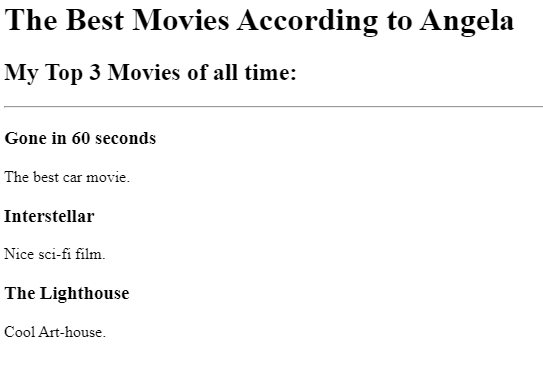 The Best Movies According to Angela
My Top 3 Movies of all time:
Gone in 60 seconds
The best car movie.
Interstellar
Nice sci-fi film.
The Lighthouse
Cool Art-house.